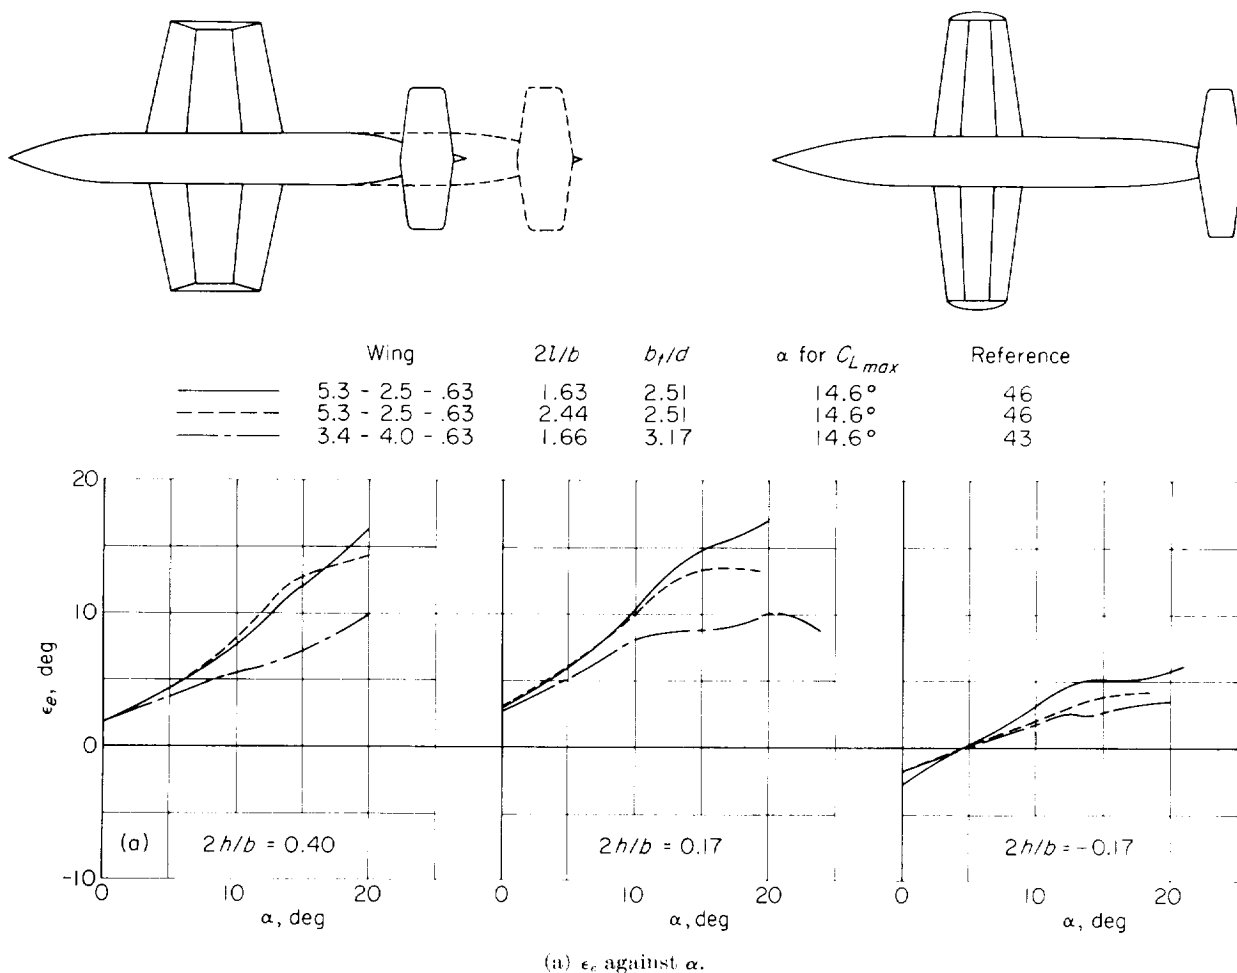 Wing 2l/b b_t/d α for C_L max Reference
5.3 - 2.5 - .63 1.63 2.51 14.6° 46
5.3 - 2.5 - .63 2.44 2.51 14.6° 46
3.4 - 4.0 - .63 1.66 3.17 14.6° 43
20
10
0
-10
ϵ_e, deg
(a) 2h/b = 0.40
2h/b = 0.17
2h/b = -0.17
0 10 20
0 10 20
0 10 20
α, deg
α, deg
α, deg
(a) ϵ_e against α.